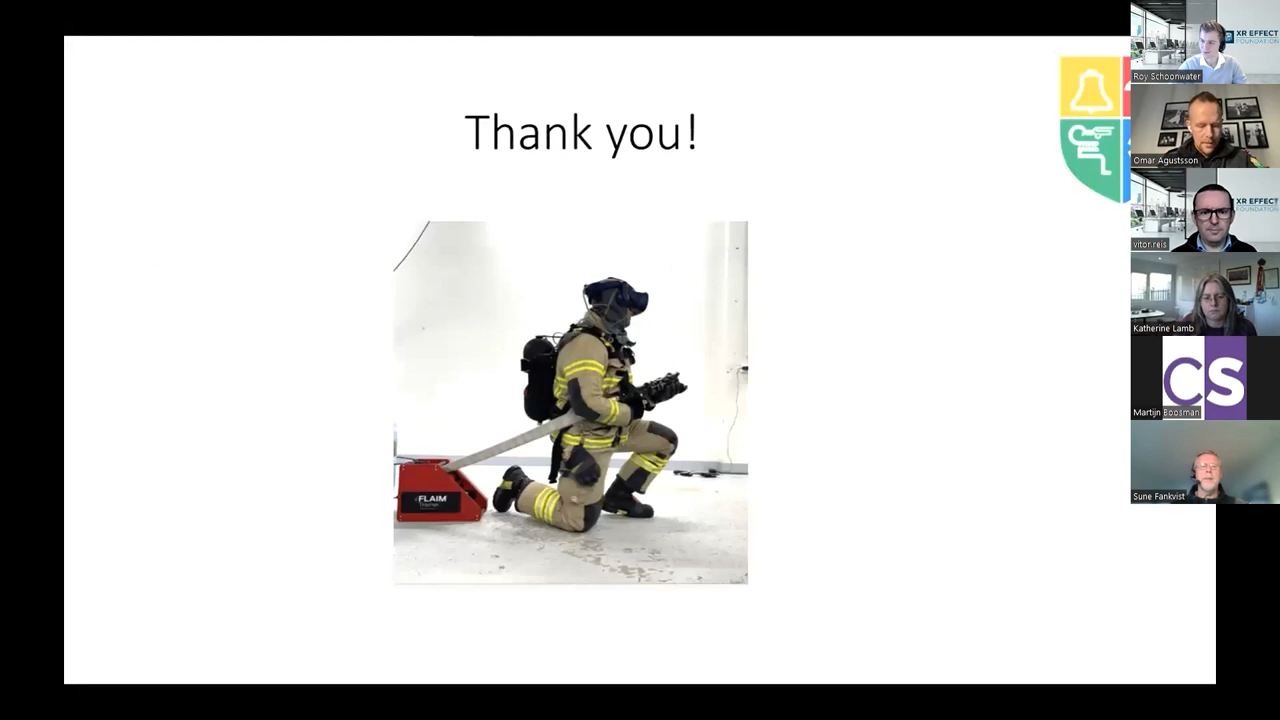 Thank you!
FLAIM
XR EFFECT
FOUNDATION
Roy Schoonwater
Omar Agustsson
XR EFFECT
FOUNDATION
vitor.reis
Katherine Lamb
CS
Martijn Boosman
Sune Fankvist